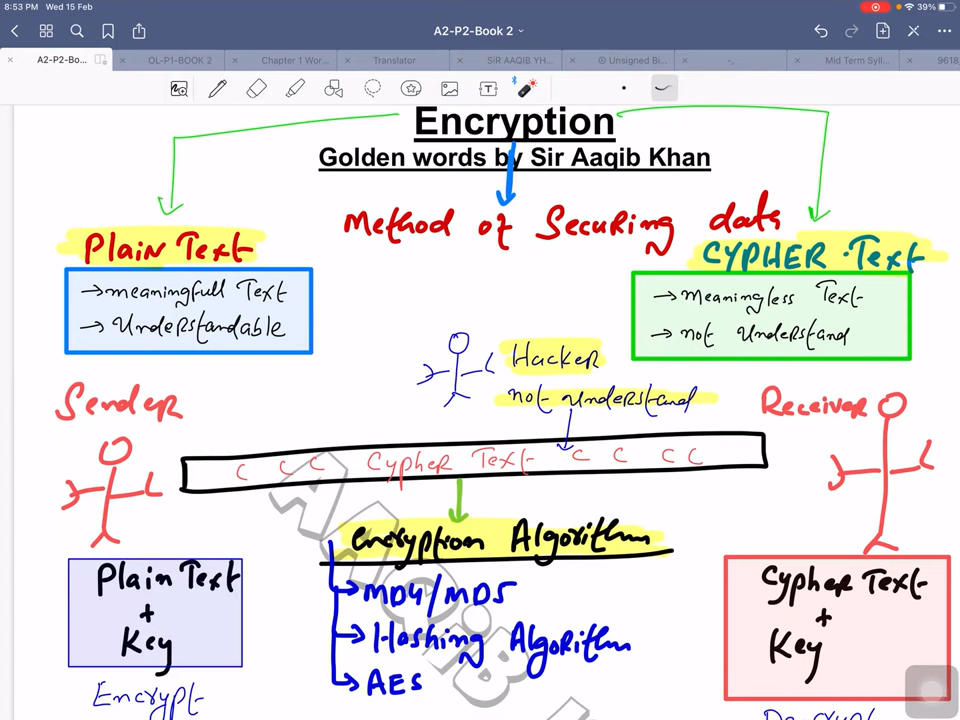 8:53 PM Wed 15 Feb
39%
A2-P2-Book 2
A2-P2-Bo...
OL-P1-BOOK 2
Chapter 1 Wor...
Translator
SIR AAQIB YH...
Unsigned Bi...
Mid Term Syll...
9618
Encryption
Golden words by Sir Aaqib Khan
Method of Securing data
Plain Text
CYPHER Text
→meaningfull Text
→ Understandable
→ Meaningless Text
→ not Understand
Hacker
not understand
Sender
Receiver
C C C Cypher Text C C C C
AAQIB
Encryption Algorithm
Plain Text
+
Key
Encrypt
MD4/MD5
Hashing Algorithm
AES
Cypher Text
+
Key
Decrypt